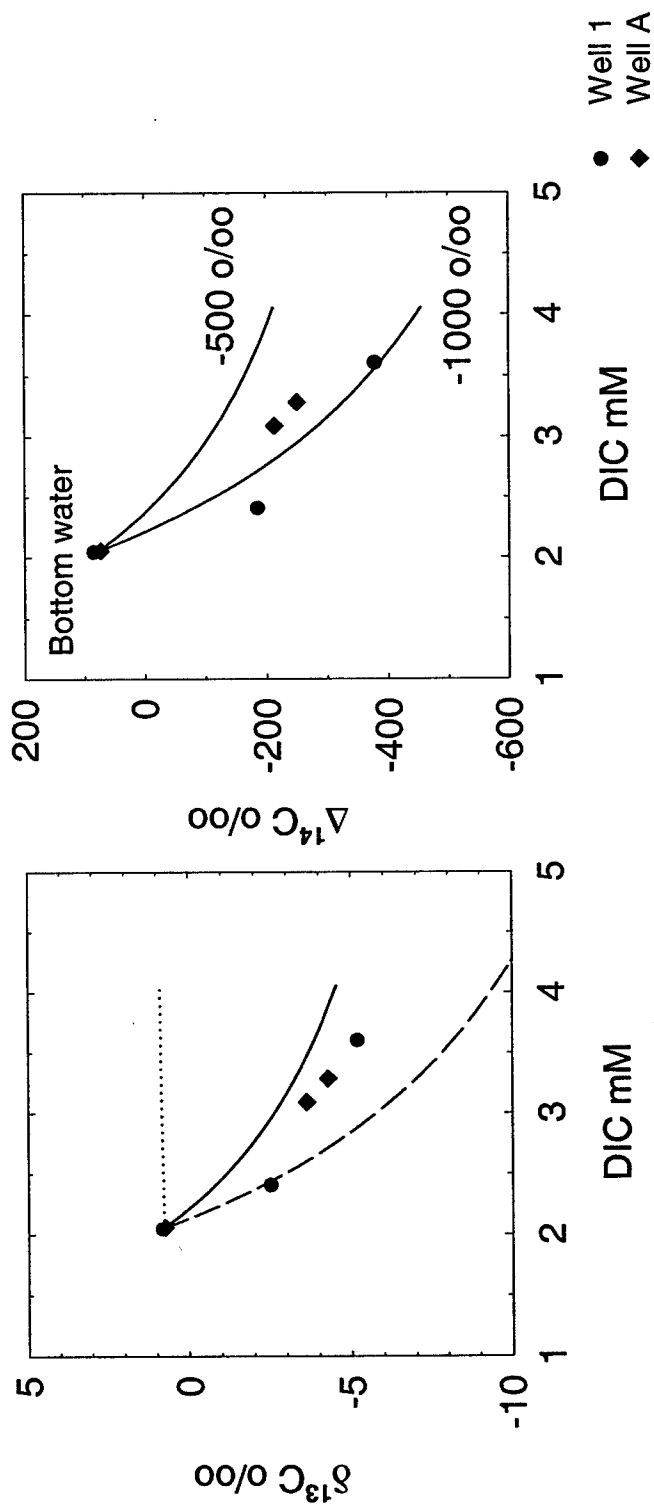 5
0
-5
-10
δ¹³C o/oo
1 2 3 4 5
DIC mM
200
0
-200
-400
-600
Δ¹⁴C o/oo
Bottom water
-500 o/oo
-1000 o/oo
1 2 3 4 5
DIC mM
Well 1
Well A